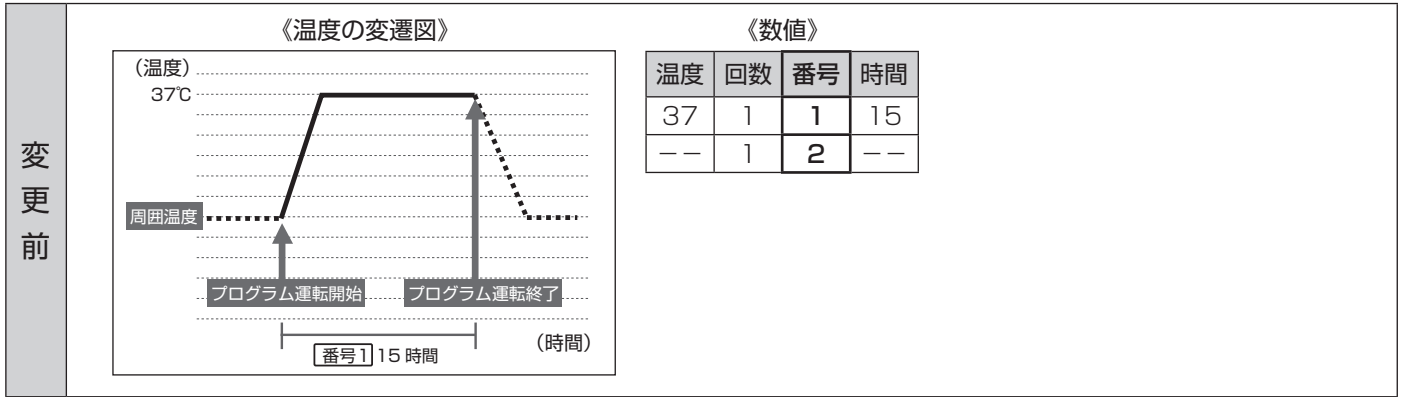 変更前
《温度の変遷図》
(温度)
37℃
周囲温度
プログラム運転開始
プログラム運転終了
(時間)
番号1 15 時間
《数値》
温度 回数 番号 時間
37 1 1 15
−− 1 2 −−